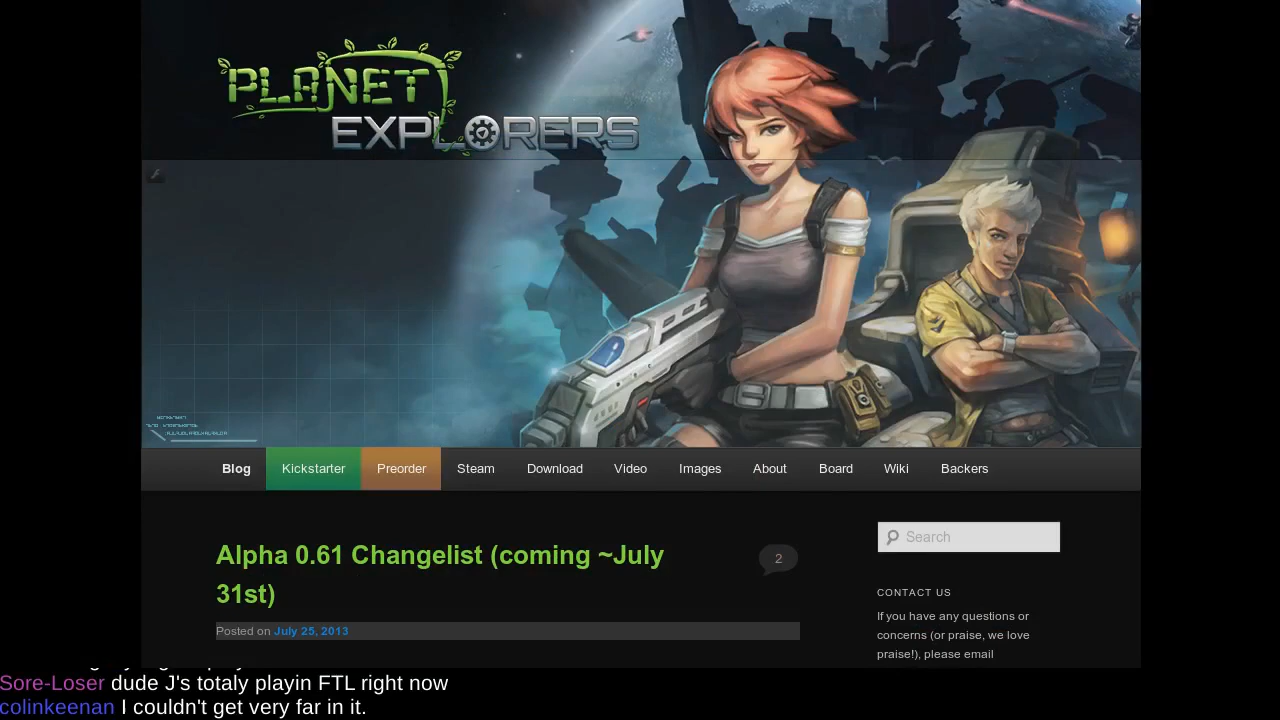 PLANET
EXPLORERS
Blog Kickstarter Preorder Steam Download Video Images About Board Wiki Backers
Alpha 0.61 Changelist (coming ~July
31st)
2
Posted on July 25, 2013
Search
CONTACT US
If you have any questions or
concerns (or praise, we love
praise!), please email
Sore-Loser dude J's totaly playin FTL right now
colinkeenan I couldn't get very far in it.